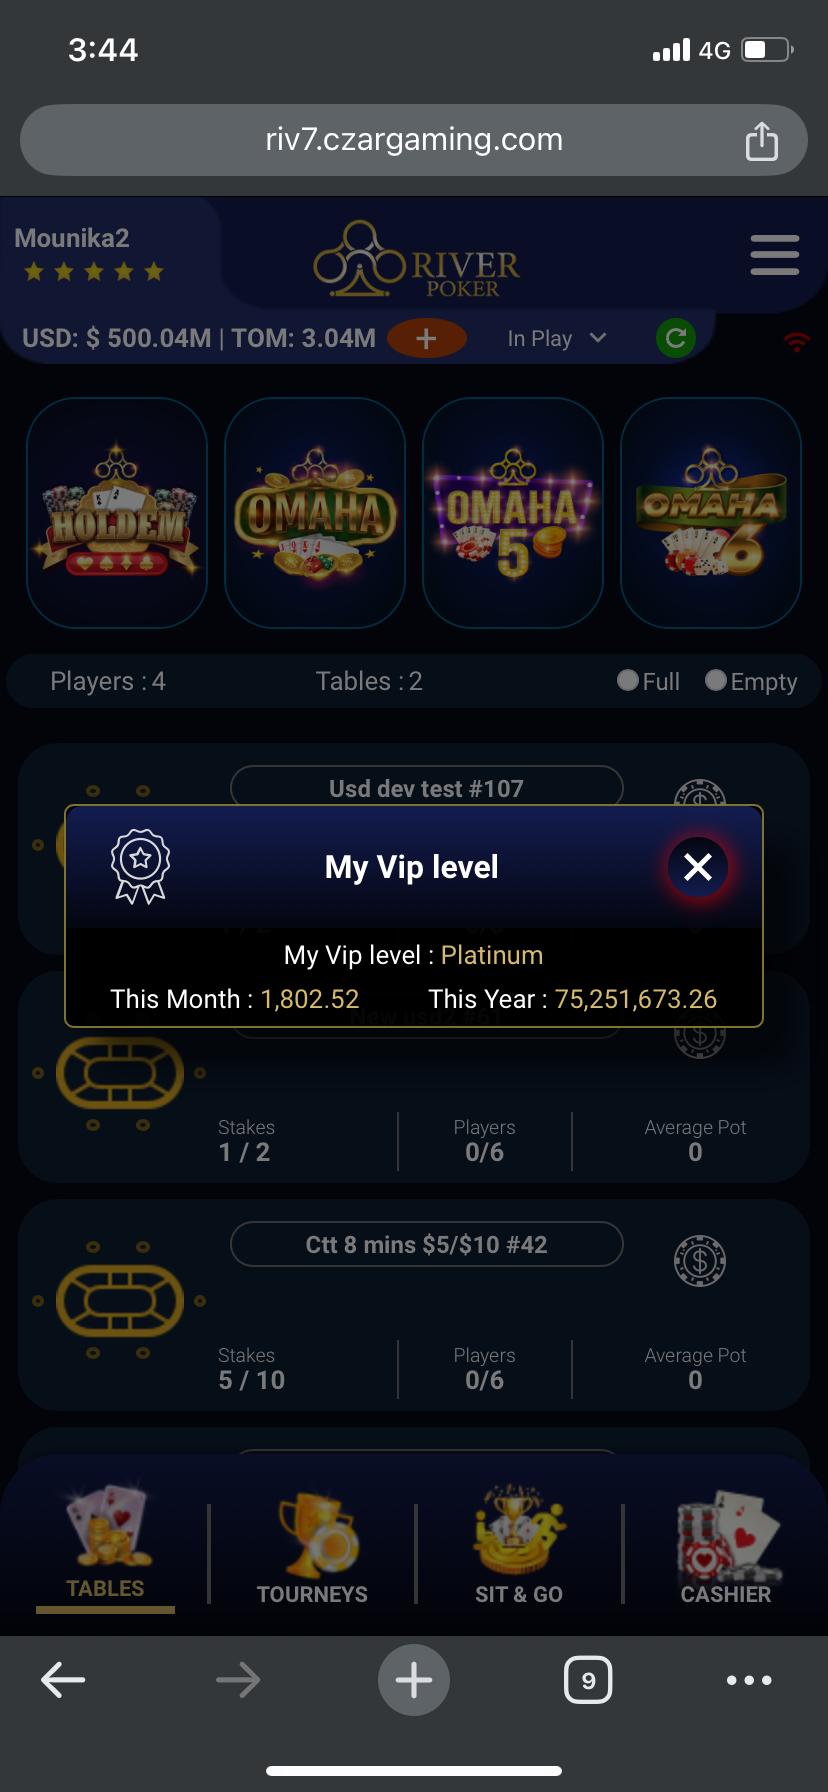 3:44
4G
riv7.czargaming.com
Mounika2
RIVER
POKER
USD: $ 500.04M | TOM: 3.04M
+
In Play
HOLDEM
OMAHA
OMAHA
5
OMAHA
6
Players : 4
Tables : 2
Full
Empty
Usd dev test #107
My Vip level
My Vip level : Platinum
This Month : 1,802.52
This Year : 75,251,673.26
New usd2 #61
Stakes
Players
Average Pot
1 / 2
0/6
0
Ctt 8 mins $5/$10 #42
Stakes
Players
Average Pot
5 / 10
0/6
0
TABLES
TOURNEYS
SIT & GO
CASHIER
9